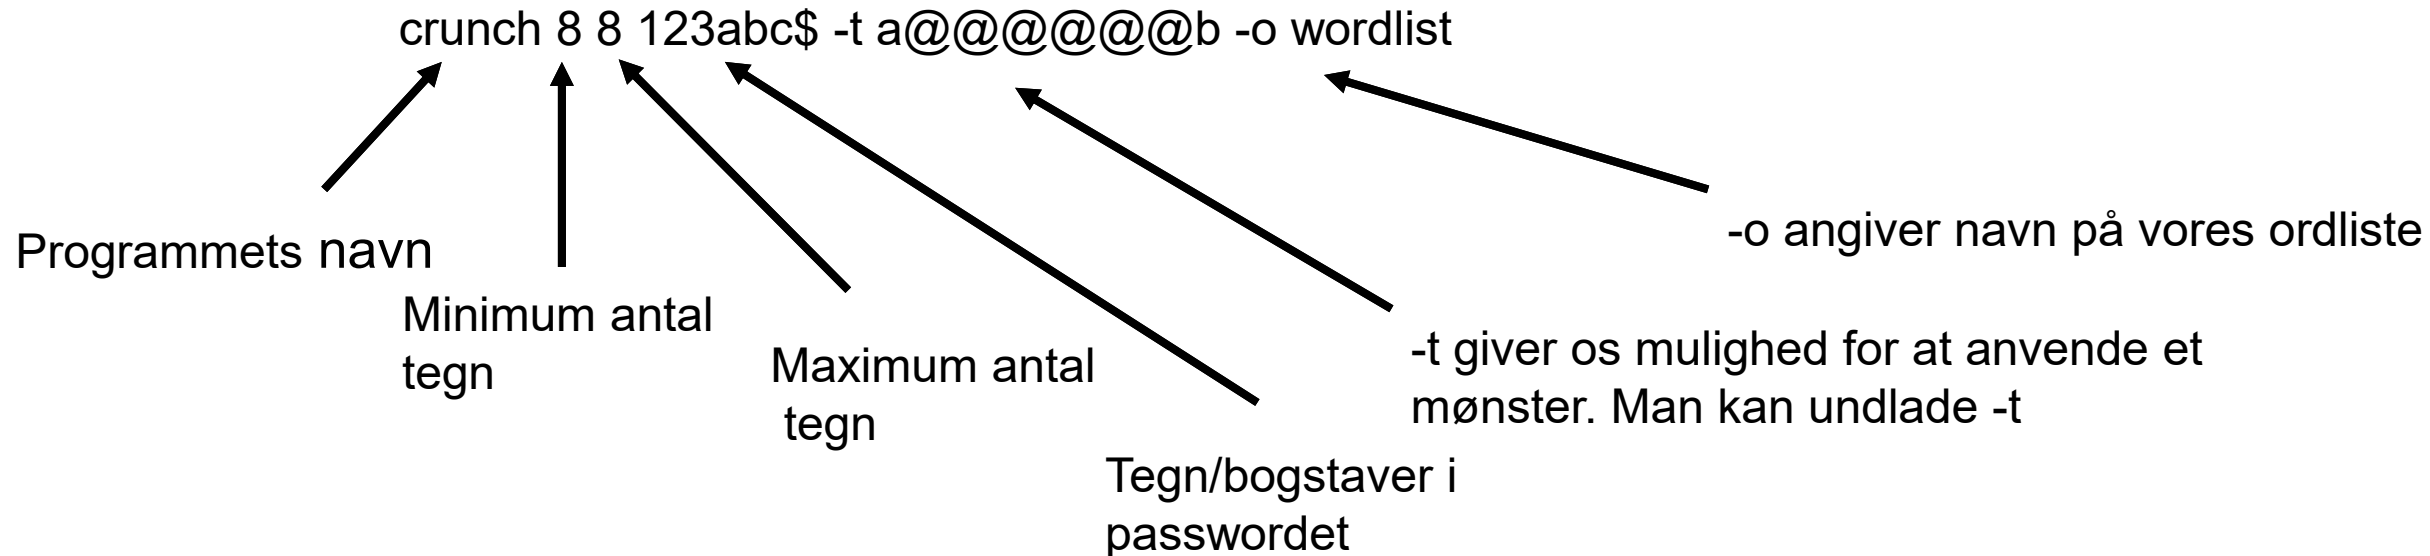 crunch 8 8 123abc$ -t a@@@@@@b -o wordlist
Programmets navn
Minimum antal
tegn
Maximum antal
tegn
Tegn/bogstaver i
passwordet
-t giver os mulighed for at anvende et
mønster. Man kan undlade -t
-o angiver navn på vores ordliste